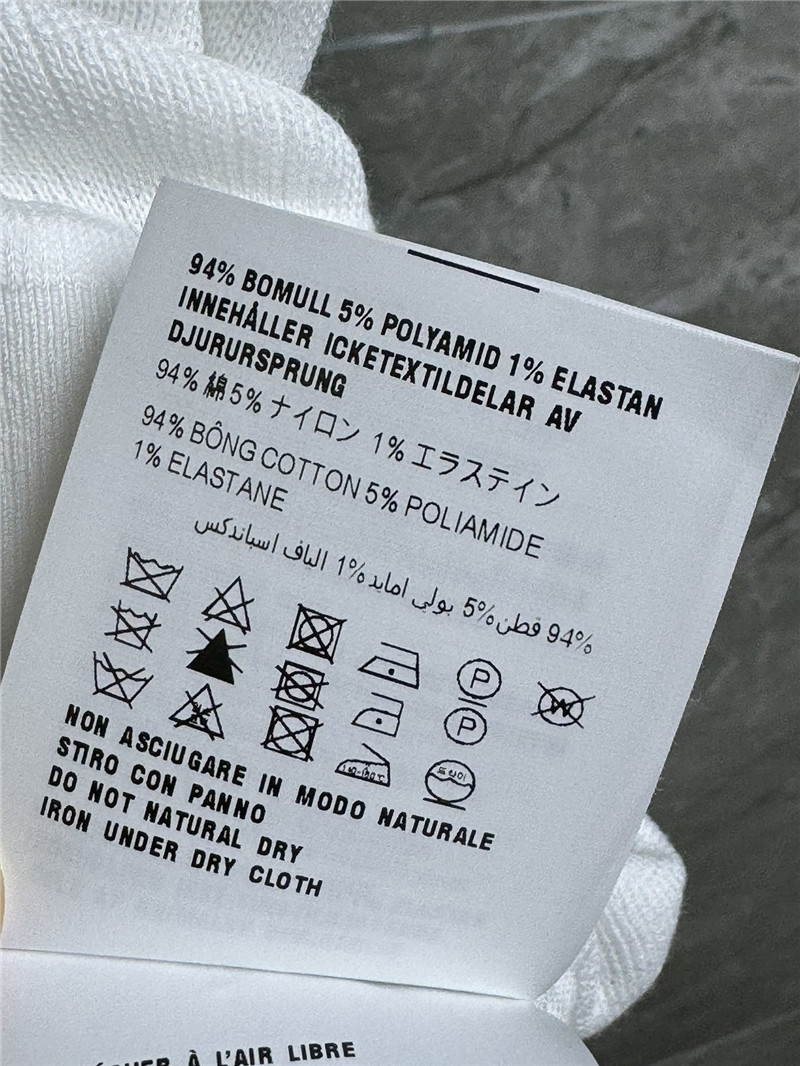 94% BOMULL 5% POLYAMID 1% ELASTAN
INNEHÅLLER ICKETEXTILDELAR AV
DJURURSPRUNG
94% 綿 5% ナイロン 1% エラステイン
94% BÔNG COTTON 5% POLIAMIDE
1% ELASTANE
94% قطن 5% بولي امايد 1% الياف اسباندكس
P
W
P
NON ASCIUGARE IN MODO NATURALE
STIRO CON PANNO
DO NOT NATURAL DRY
IRON UNDER DRY CLOTH
À L'AIR LIBRE